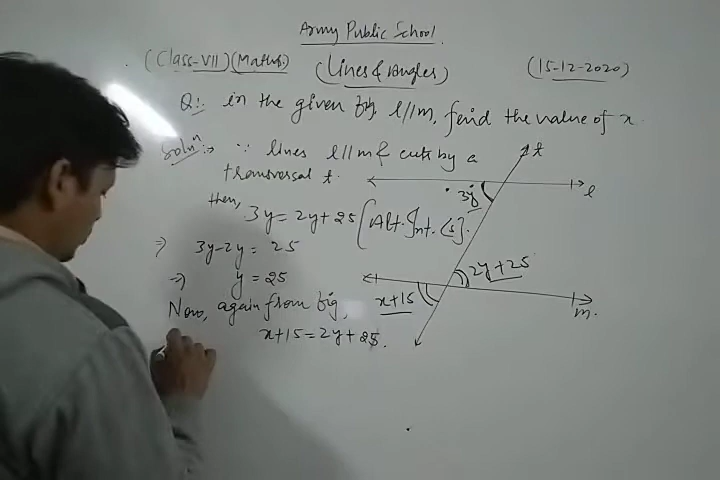 Army Public School
(Class-VII) (Maths)
(Lines & Angles)
(15-12-2020)
Q:- in the given fig, l//m, find the value of x.
Solnⁿ:- ∵ lines l//m & cuts by a
transversal t.
then,
3y = 2y + 25 [Alt. Int. ∠s].
⇒ 3y - 2y = 25
⇒ y = 25
Now, again from fig,
x + 15 = 2y + 25.
t
3y
l
2y + 25
x + 15
m.